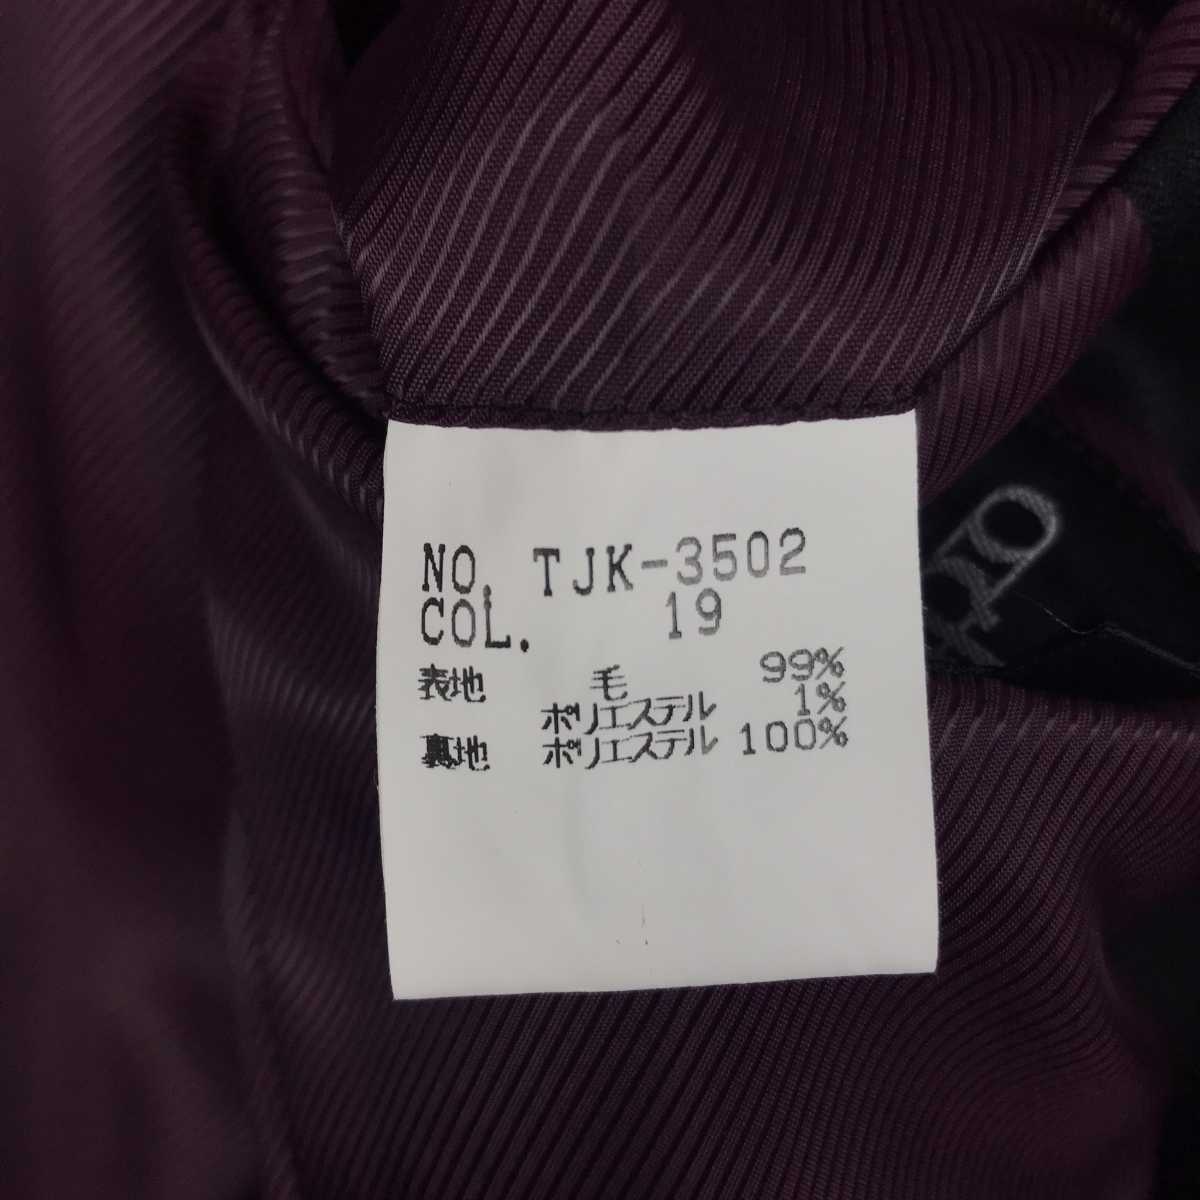 NO. TJK-3502
COL. 19
表地 毛 99%
ポリエステル 1%
裏地 ポリエステル 100%